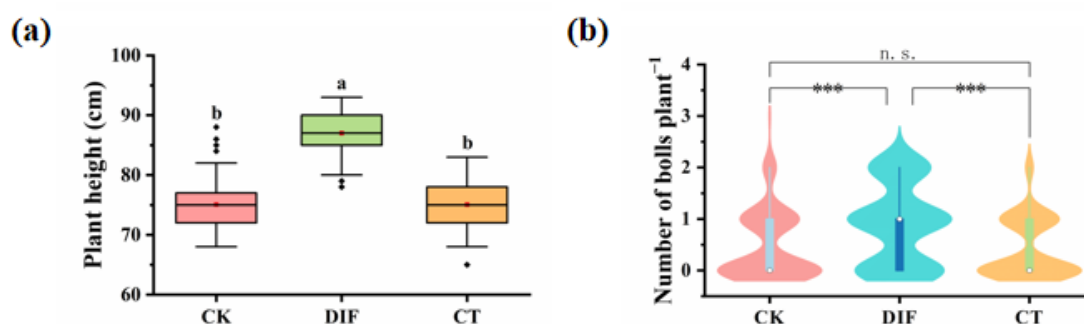 (a)
Plant height (cm)
100
90
80
70
60
b
a
b
CK
DIF
CT
(b)
Number of bolls plant⁻¹
4
3
2
1
0
n. s.
***
***
CK
DIF
CT